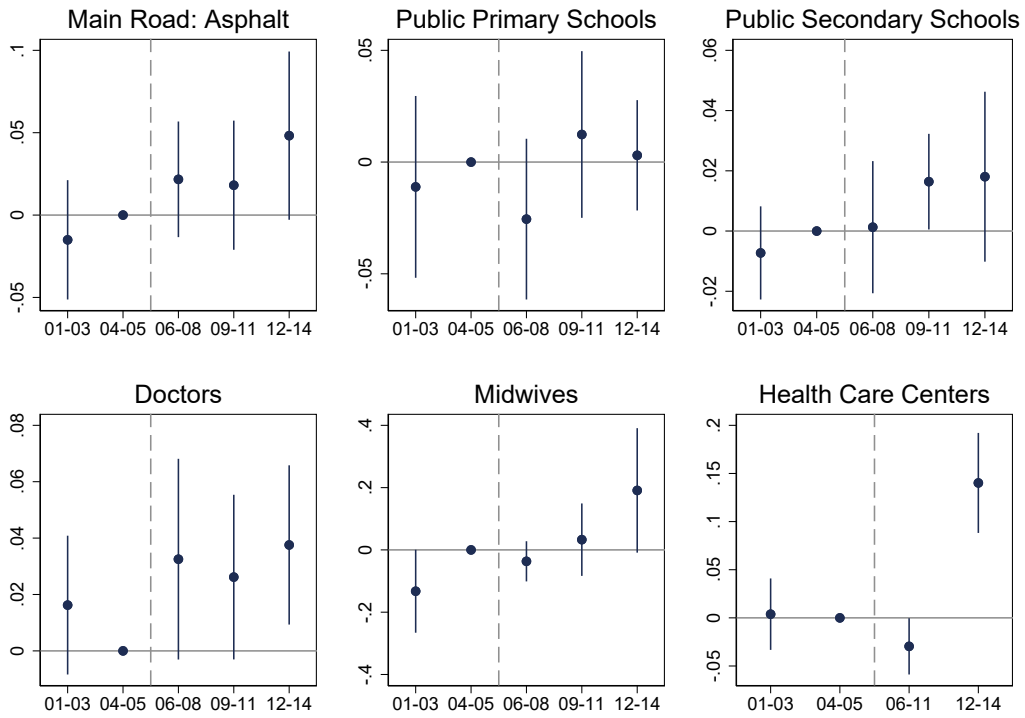 Main Road: Asphalt
.1
.05
0
-.05
01-03 04-05 06-08 09-11 12-14
Public Primary Schools
.05
0
-.05
01-03 04-05 06-08 09-11 12-14
Public Secondary Schools
.06
.04
.02
0
-.02
01-03 04-05 06-08 09-11 12-14
Doctors
.08
.06
.04
.02
0
01-03 04-05 06-08 09-11 12-14
Midwives
.4
.2
0
-.2
-.4
01-03 04-05 06-08 09-11 12-14
Health Care Centers
.2
.15
.1
.05
0
-.05
01-03 04-05 06-11 12-14